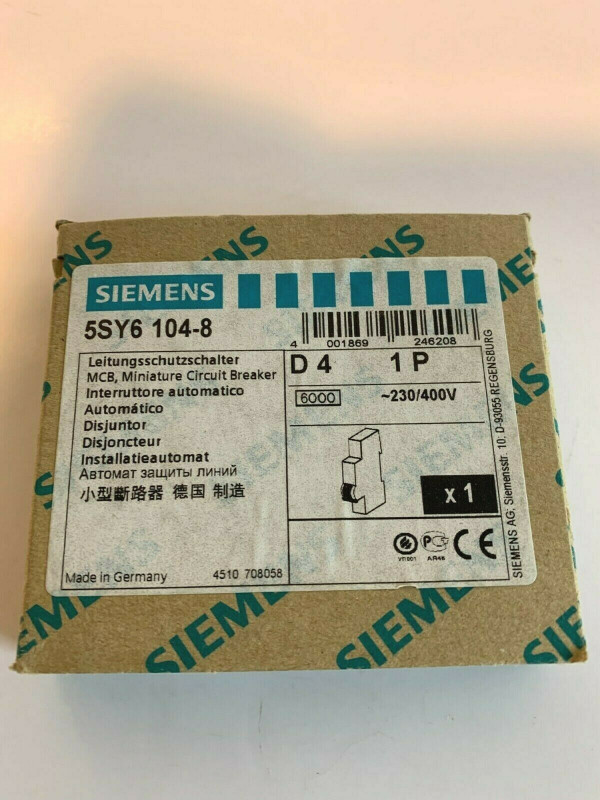 SIEMENS
5SY6 104-8
4 001869 246208
Leitungsschutzschalter
MCB, Miniature Circuit Breaker
Interruttore automatico
Automático
Disjuntor
Disjoncteur
Installatieautomat
Автомат защиты линий
小型斷路器 德国 制造
D 4 1 P
6000 ~230/400V
x 1
CE
Made in Germany 4510 708058
SIEMENS AG; Siemensstr. 10; D-93055 REGENSBURG
SIEMENS
SIEMENS